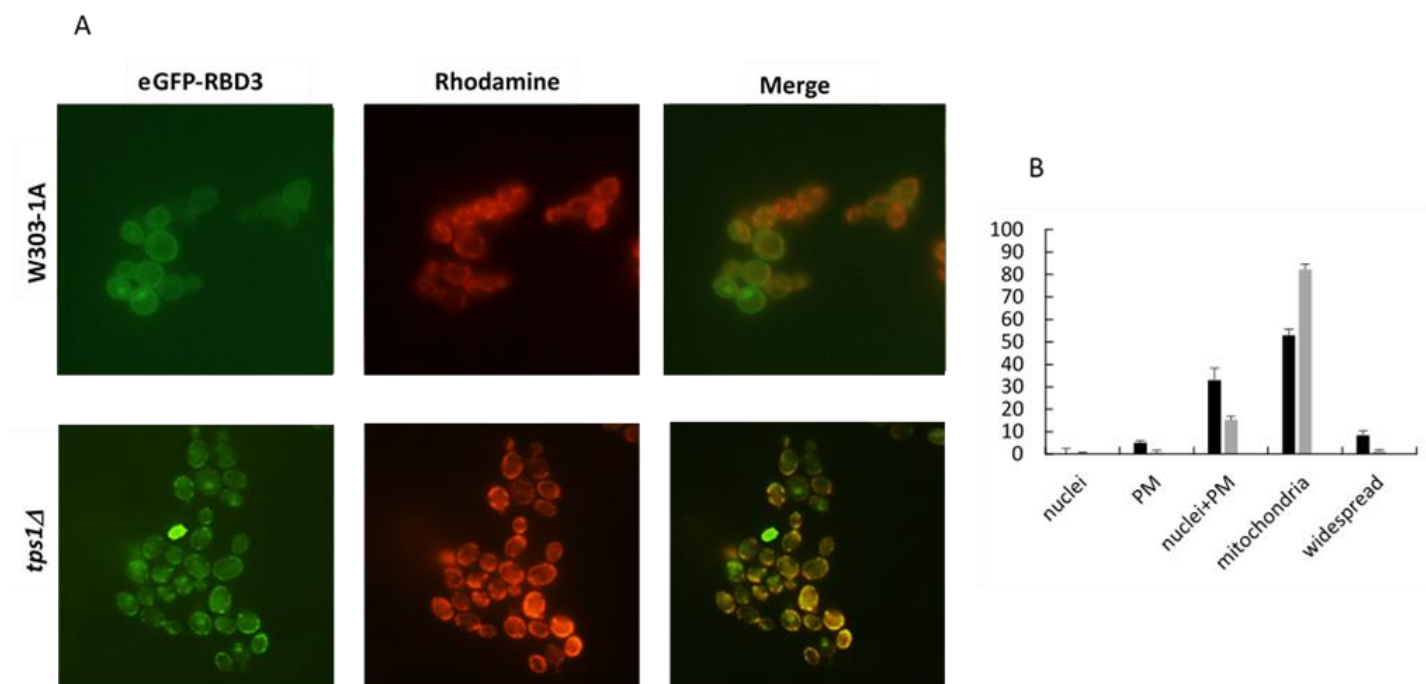 A
eGFP-RBD3
Rhodamine
Merge
W303-1A
tps1Δ
B
100
90
80
70
60
50
40
30
20
10
0
nuclei
PM
nuclei+PM
mitochondria
widespread